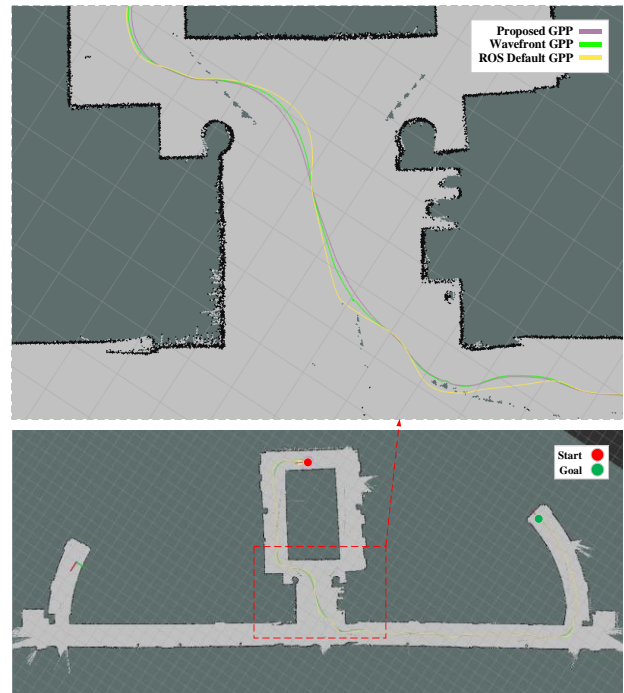 Proposed GPP
Wavefront GPP
ROS Default GPP
Start
Goal